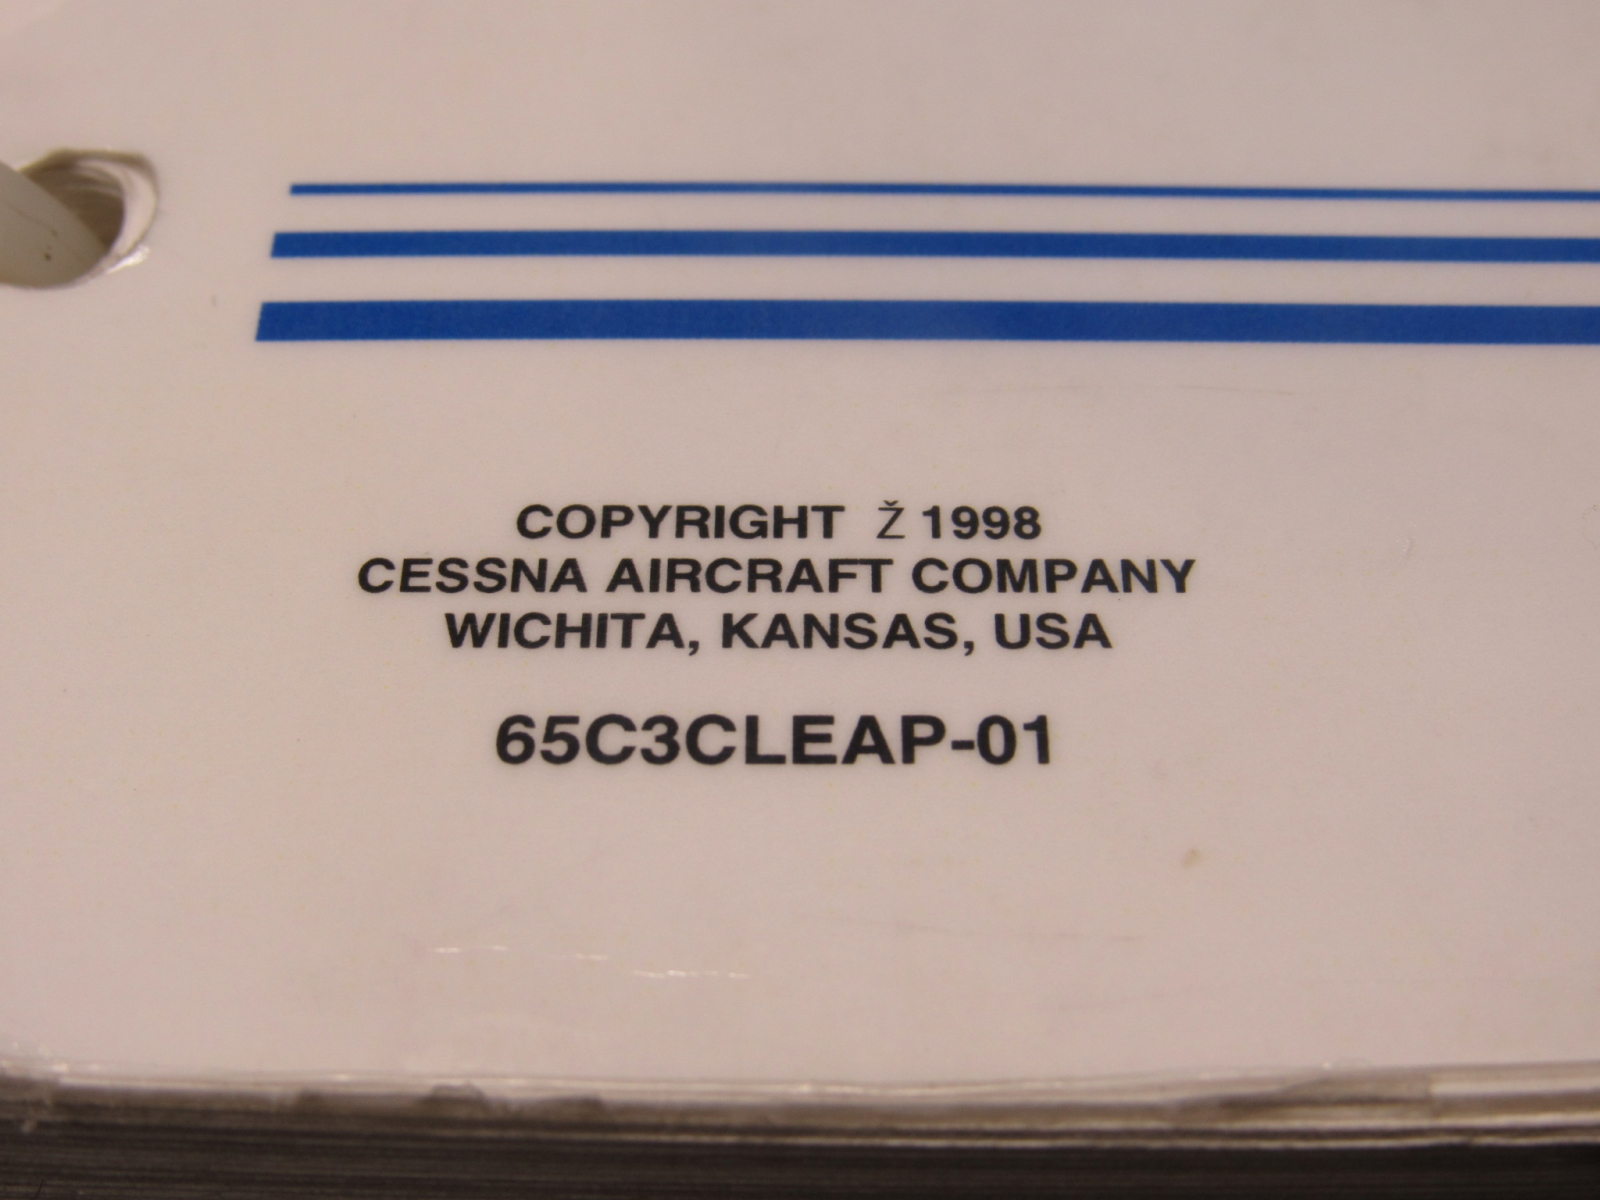 COPYRIGHT Ž 1998
CESSNA AIRCRAFT COMPANY
WICHITA, KANSAS, USA
65C3CLEAP-01